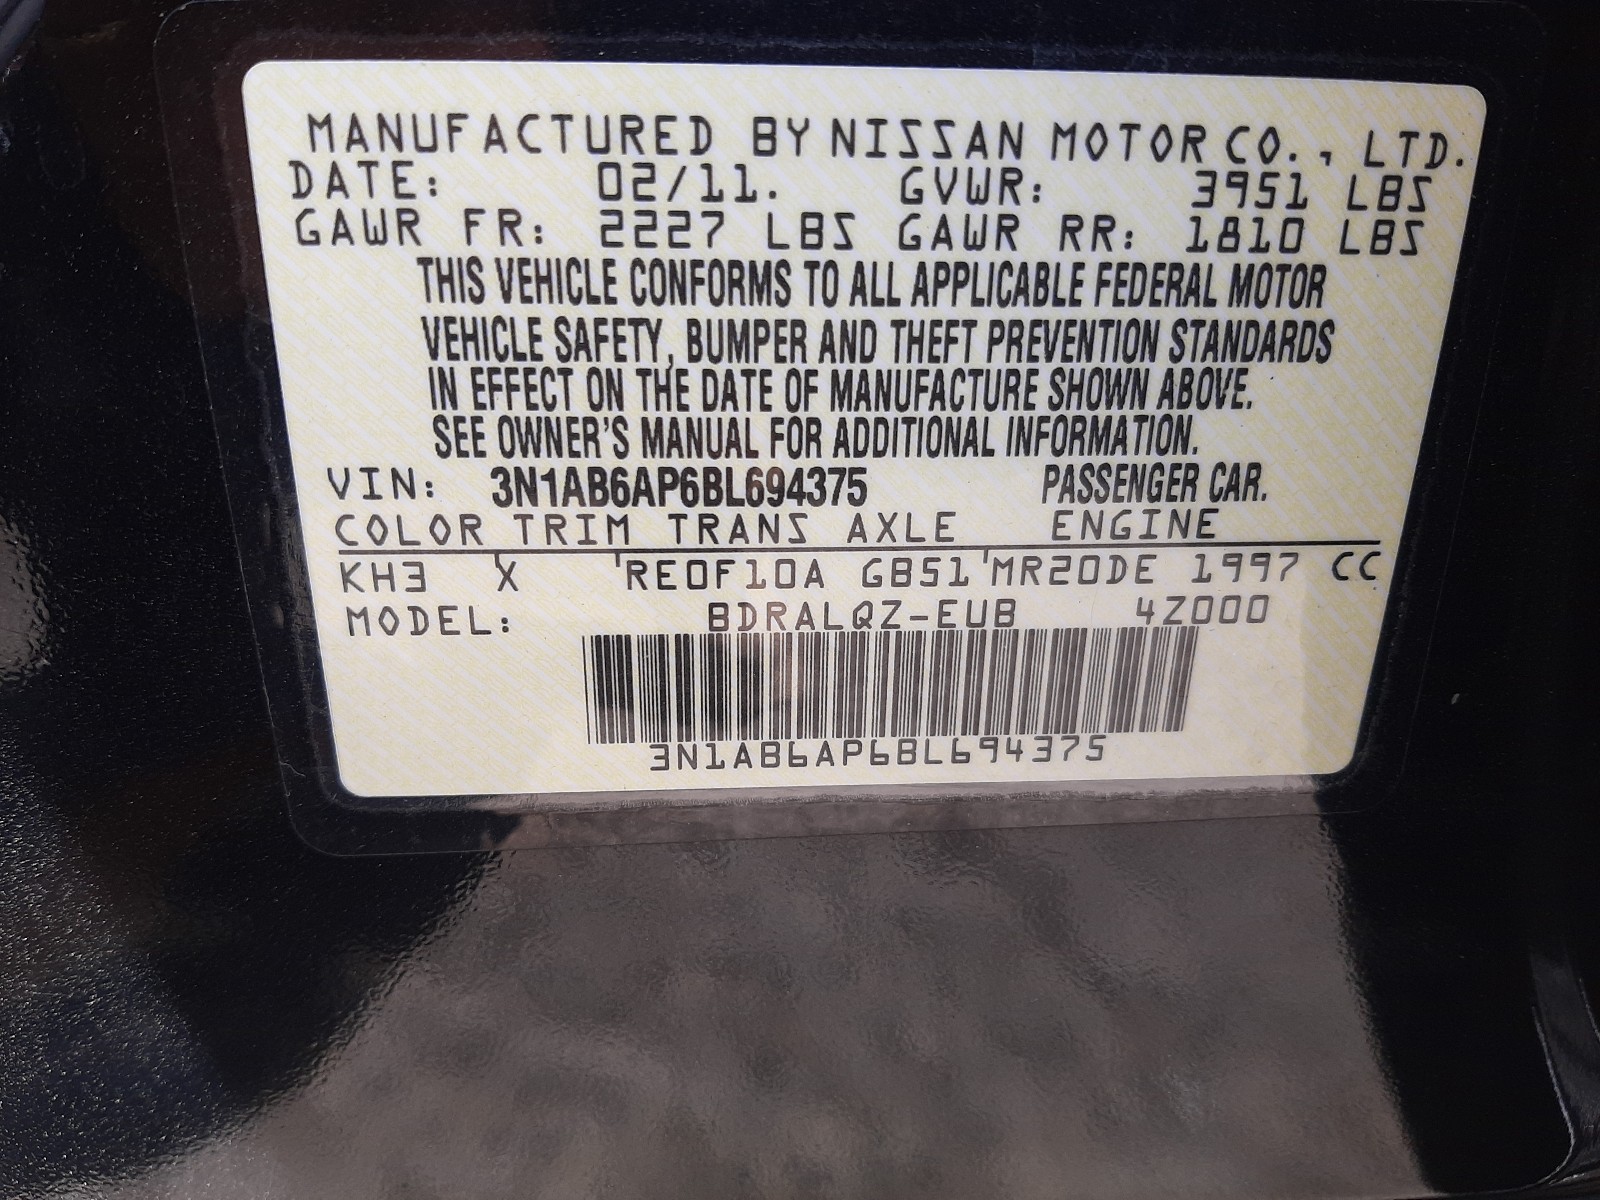 MANUFACTURED BY NISSAN MOTOR CO., LTD.
DATE: 02/11. GVWR: 3951 LBS
GAWR FR: 2227 LBS GAWR RR: 1810 LBS
THIS VEHICLE CONFORMS TO ALL APPLICABLE FEDERAL MOTOR
VEHICLE SAFETY, BUMPER AND THEFT PREVENTION STANDARDS
IN EFFECT ON THE DATE OF MANUFACTURE SHOWN ABOVE.
SEE OWNER'S MANUAL FOR ADDITIONAL INFORMATION.
VIN: 3N1AB6AP6BL694375 PASSENGER CAR.
COLOR TRIM TRANS AXLE ENGINE
KH3 X RE0F10A GB51 MR20DE 1997 CC
MODEL: BDRALQZ-EUB 4Z000
3N1AB6AP6BL694375